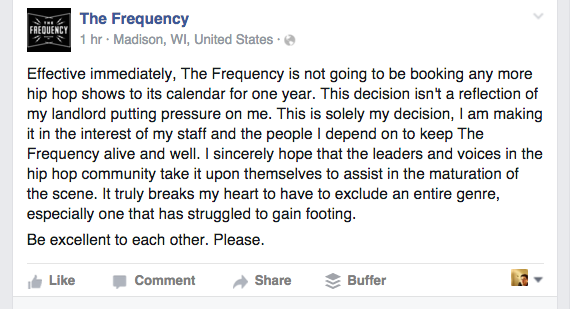 THE
FREQUENCY
The Frequency
1 hr · Madison, WI, United States ·
Effective immediately, The Frequency is not going to be booking any more
hip hop shows to its calendar for one year. This decision isn't a reflection of
my landlord putting pressure on me. This is solely my decision, I am making
it in the interest of my staff and the people I depend on to keep The
Frequency alive and well. I sincerely hope that the leaders and voices in the
hip hop community take it upon themselves to assist in the maturation of
the scene. It truly breaks my heart to have to exclude an entire genre,
especially one that has struggled to gain footing.
Be excellent to each other. Please.
Like Comment Share Buffer